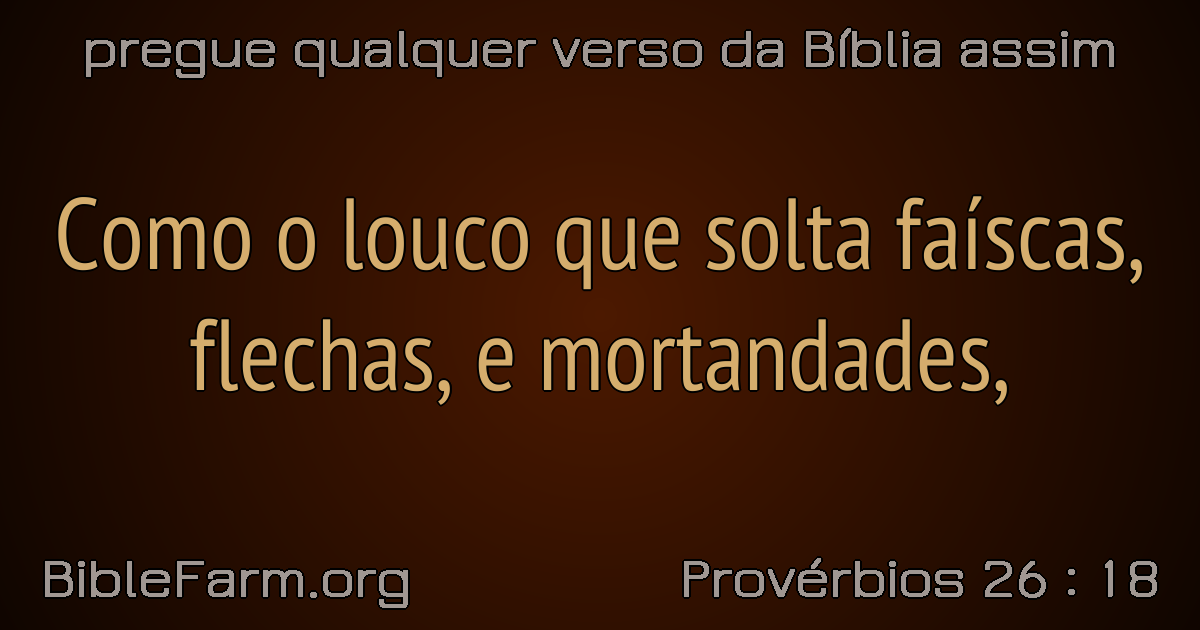 pregue qualquer verso da Bíblia assim
Como o louco que solta faíscas,
flechas, e mortandades,
BibleFarm.org
Provérbios 26 : 18